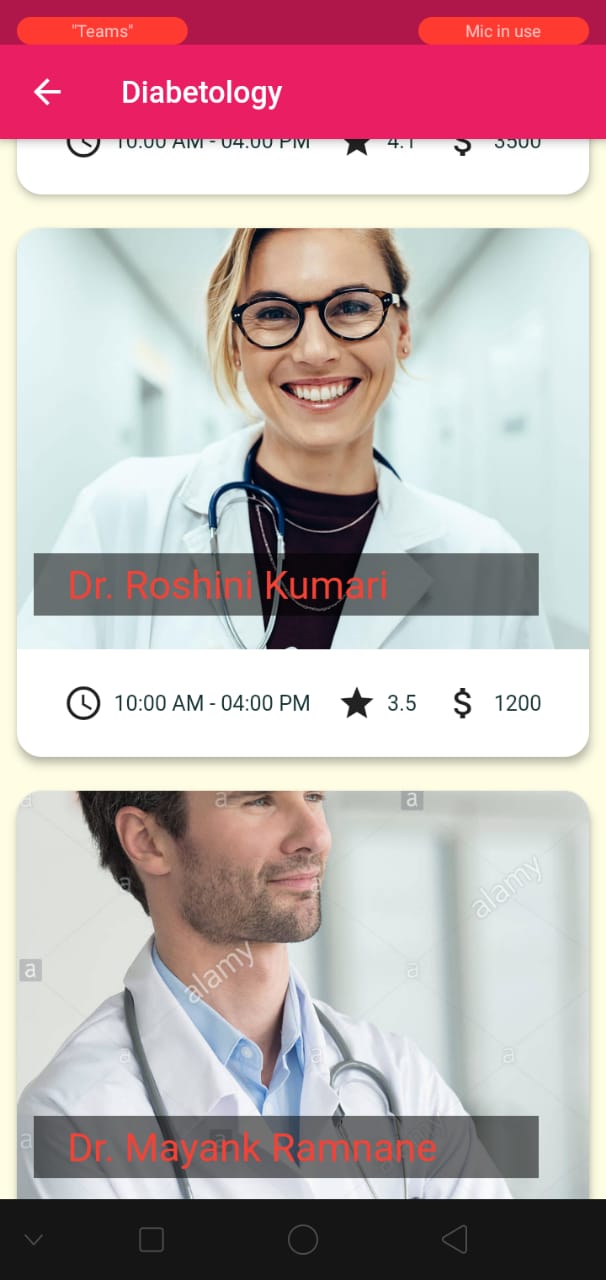 "Teams" Mic in use
Diabetology
10:00 AM - 04:00 PM 4.1 $ 3500
Dr. Roshini Kumari
10:00 AM - 04:00 PM 3.5 $ 1200
a a a
a alamy
alamy
a a
a a a
a a
Dr. Mayank Ramnane